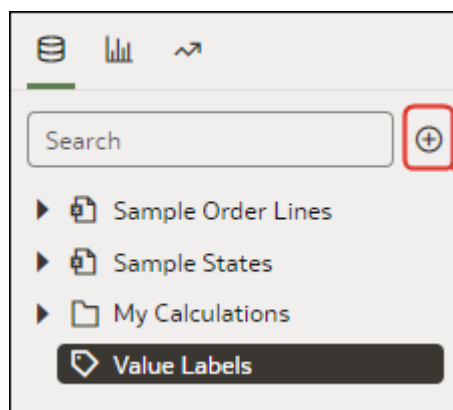 Search
Sample Order Lines
Sample States
My Calculations
Value Labels